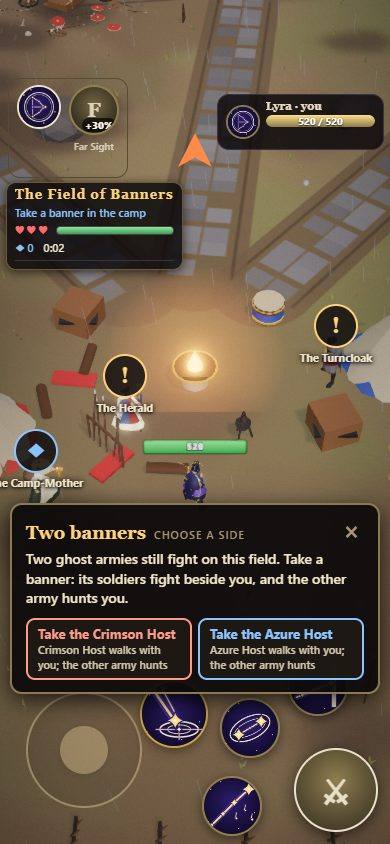 F
+30%
Far Sight
Lyra · you
520 / 520
The Field of Banners
Take a banner in the camp
0 0:02
!
The Turncloak
!
The Herald
520
e Camp-Mother
Two banners CHOOSE A SIDE ✕
Two ghost armies still fight on this field. Take a
banner: its soldiers fight beside you, and the other
army hunts you.
Take the Crimson Host
Crimson Host walks with
you; the other army hunts
Take the Azure Host
Azure Host walks with you;
the other army hunts